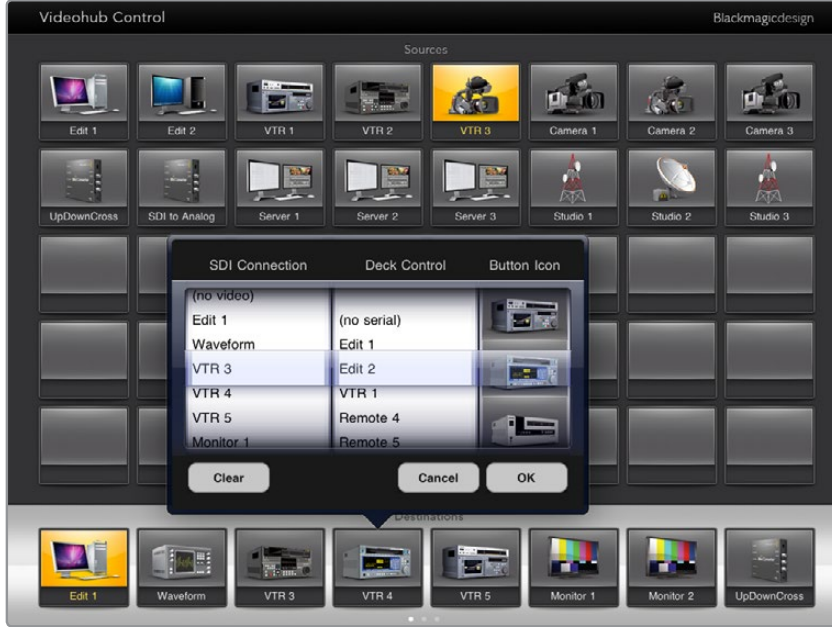 Videohub Control
Blackmagicdesign
Sources
Edit 1
Edit 2
VTR 1
VTR 2
VTR 3
Camera 1
Camera 2
Camera 3
UpDownCross
SDI to Analog
Server 1
Server 2
Server 3
Studio 1
Studio 2
Studio 3
SDI Connection
Deck Control
Button Icon
(no video)
Edit 1
Waveform
VTR 3
VTR 4
VTR 5
Monitor 1
(no serial)
Edit 1
Edit 2
VTR 1
Remote 4
Remote 5
Clear
Cancel
OK
Destinations
Edit 1
Waveform
VTR 3
VTR 4
VTR 5
Monitor 1
Monitor 2
UpDownCross